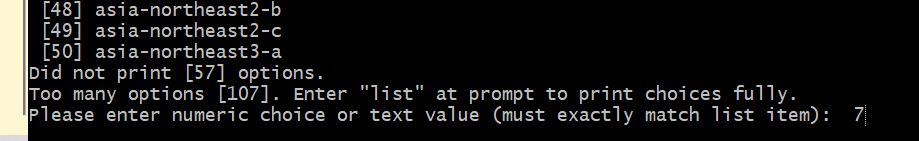 [48] asia-northeast2-b
[49] asia-northeast2-c
[50] asia-northeast3-a
Did not print [57] options.
Too many options [107]. Enter "list" at prompt to print choices fully.
Please enter numeric choice or text value (must exactly match list item):  7